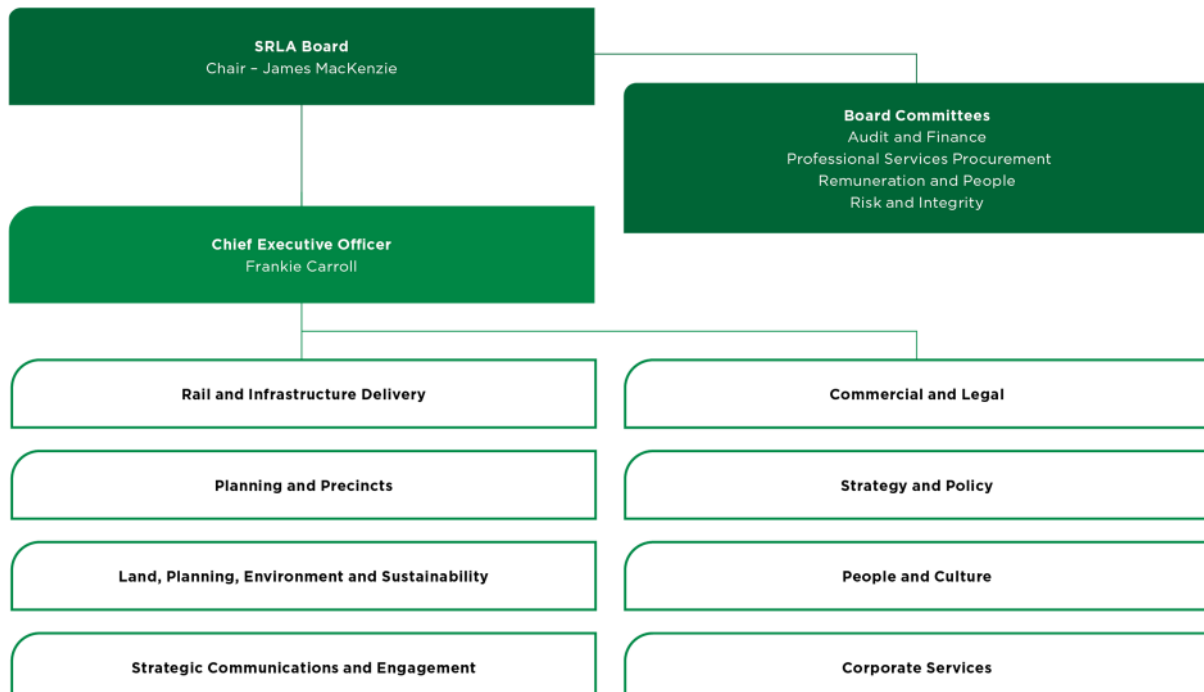 SRLA Board
Chair – James MacKenzie
Board Committees
Audit and Finance
Professional Services Procurement
Remuneration and People
Risk and Integrity
Chief Executive Officer
Frankie Carroll
Rail and Infrastructure Delivery
Commercial and Legal
Planning and Precincts
Strategy and Policy
Land, Planning, Environment and Sustainability
People and Culture
Strategic Communications and Engagement
Corporate Services